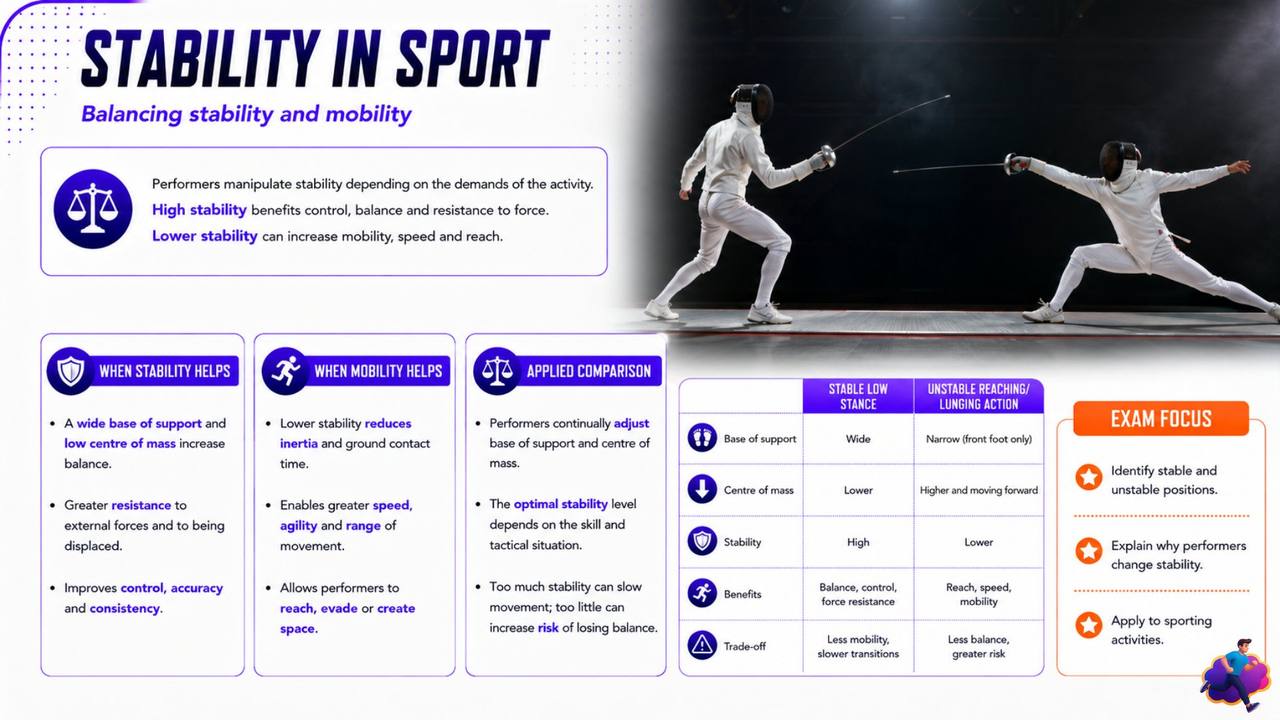 STABILITY IN SPORT
Balancing stability and mobility
Performers manipulate stability depending on the demands of the activity.
High stability benefits control, balance and resistance to force.
Lower stability can increase mobility, speed and reach.
WHEN STABILITY HELPS
• A wide base of support and
low centre of mass increase
balance.
• Greater resistance to
external forces and to being
displaced.
• Improves control, accuracy
and consistency.
WHEN MOBILITY HELPS
• Lower stability reduces
inertia and ground contact
time.
• Enables greater speed,
agility and range of
movement.
• Allows performers to
reach, evade or create
space.
APPLIED COMPARISON
• Performers continually adjust
base of support and centre of
mass.
• The optimal stability level
depends on the skill and
tactical situation.
• Too much stability can slow
movement; too little can
increase risk of losing balance.
STABLE LOW
STANCE
UNSTABLE REACHING/
LUNGING ACTION
Base of support
Wide
Narrow (front foot only)
Centre of mass
Lower
Higher and moving forward
Stability
High
Lower
Benefits
Balance, control,
force resistance
Reach, speed,
mobility
Trade-off
Less mobility,
slower transitions
Less balance,
greater risk
EXAM FOCUS
Identify stable and
unstable positions.
Explain why performers
change stability.
Apply to sporting
activities.